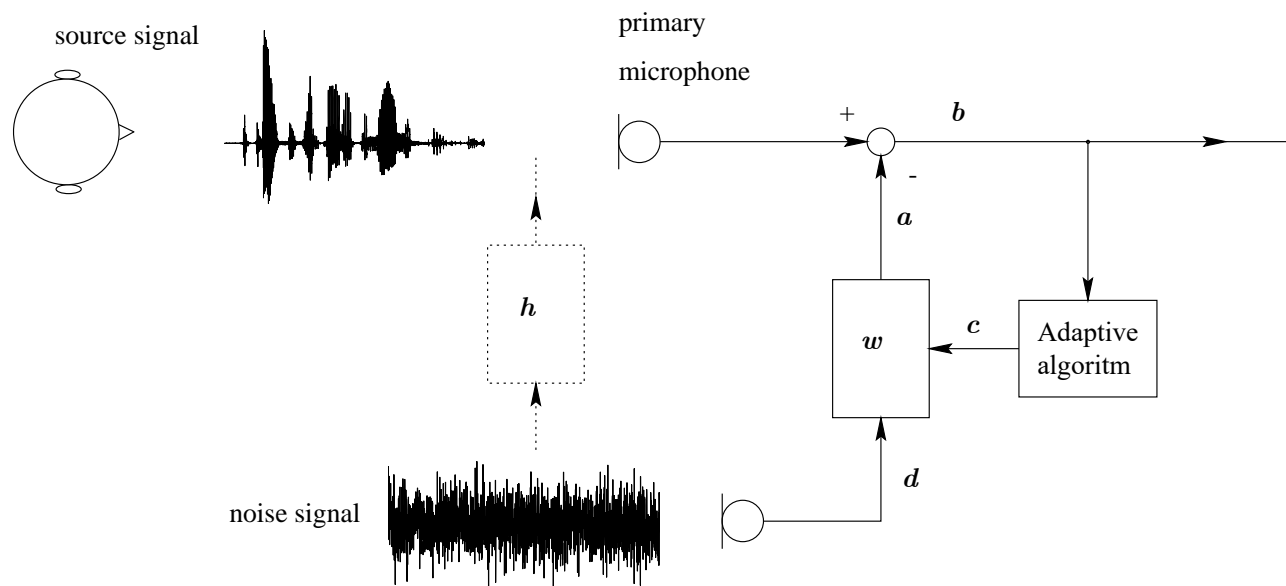 source signal
primary
microphone
+
b
-
a
h
w
c
Adaptive
algoritm
d
noise signal